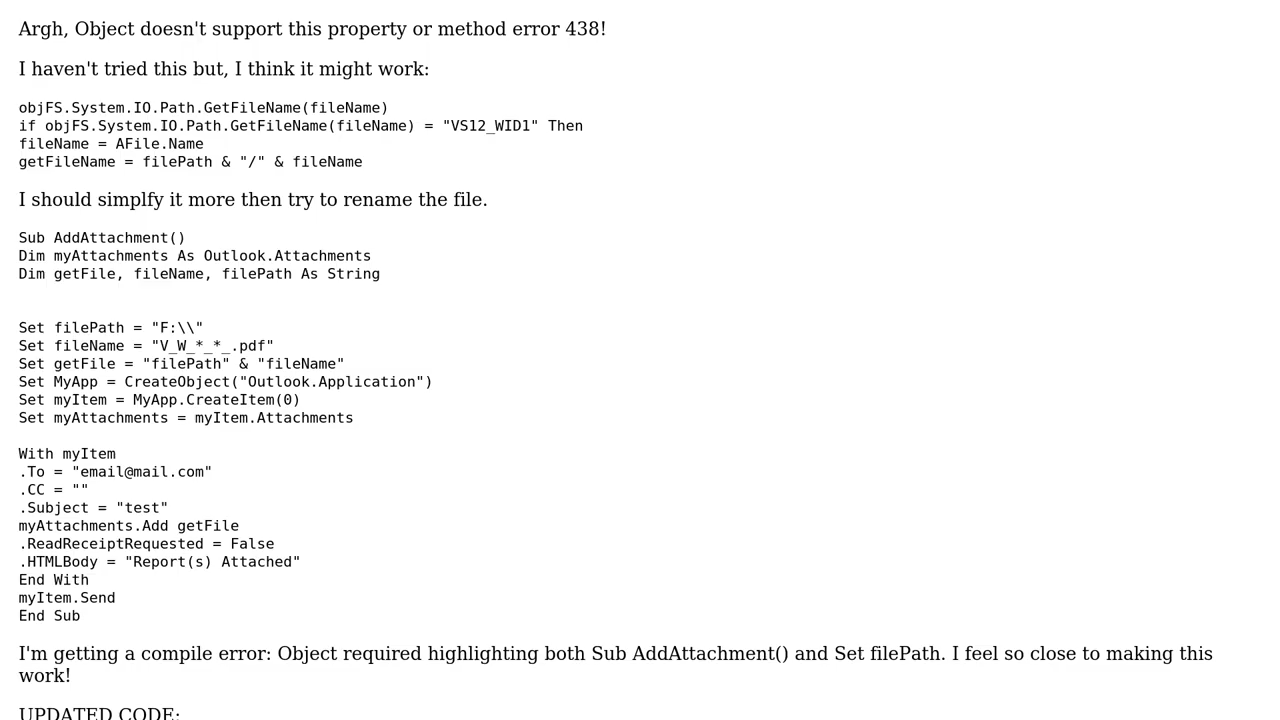 Argh, Object doesn't support this property or method error 438!
I haven't tried this but, I think it might work:
objFS.System.IO.Path.GetFileName(fileName)
if objFS.System.IO.Path.GetFileName(fileName) = "VS12_WID1" Then
fileName = AFile.Name
getFileName = filePath & "/" & fileName
I should simplfy it more then try to rename the file.
Sub AddAttachment()
Dim myAttachments As Outlook.Attachments
Dim getFile, fileName, filePath As String
Set filePath = "F:\\"
Set fileName = "V_W_*_*_.pdf"
Set getFile = "filePath" & "fileName"
Set MyApp = CreateObject("Outlook.Application")
Set myItem = MyApp.CreateItem(0)
Set myAttachments = myItem.Attachments
With myItem
.To = "email@mail.com"
.CC = ""
.Subject = "test"
myAttachments.Add getFile
.ReadReceiptRequested = False
.HTMLBody = "Report(s) Attached"
End With
myItem.Send
End Sub
I'm getting a compile error: Object required highlighting both Sub AddAttachment() and Set filePath. I feel so close to making this
work!
UPDATED CODE: